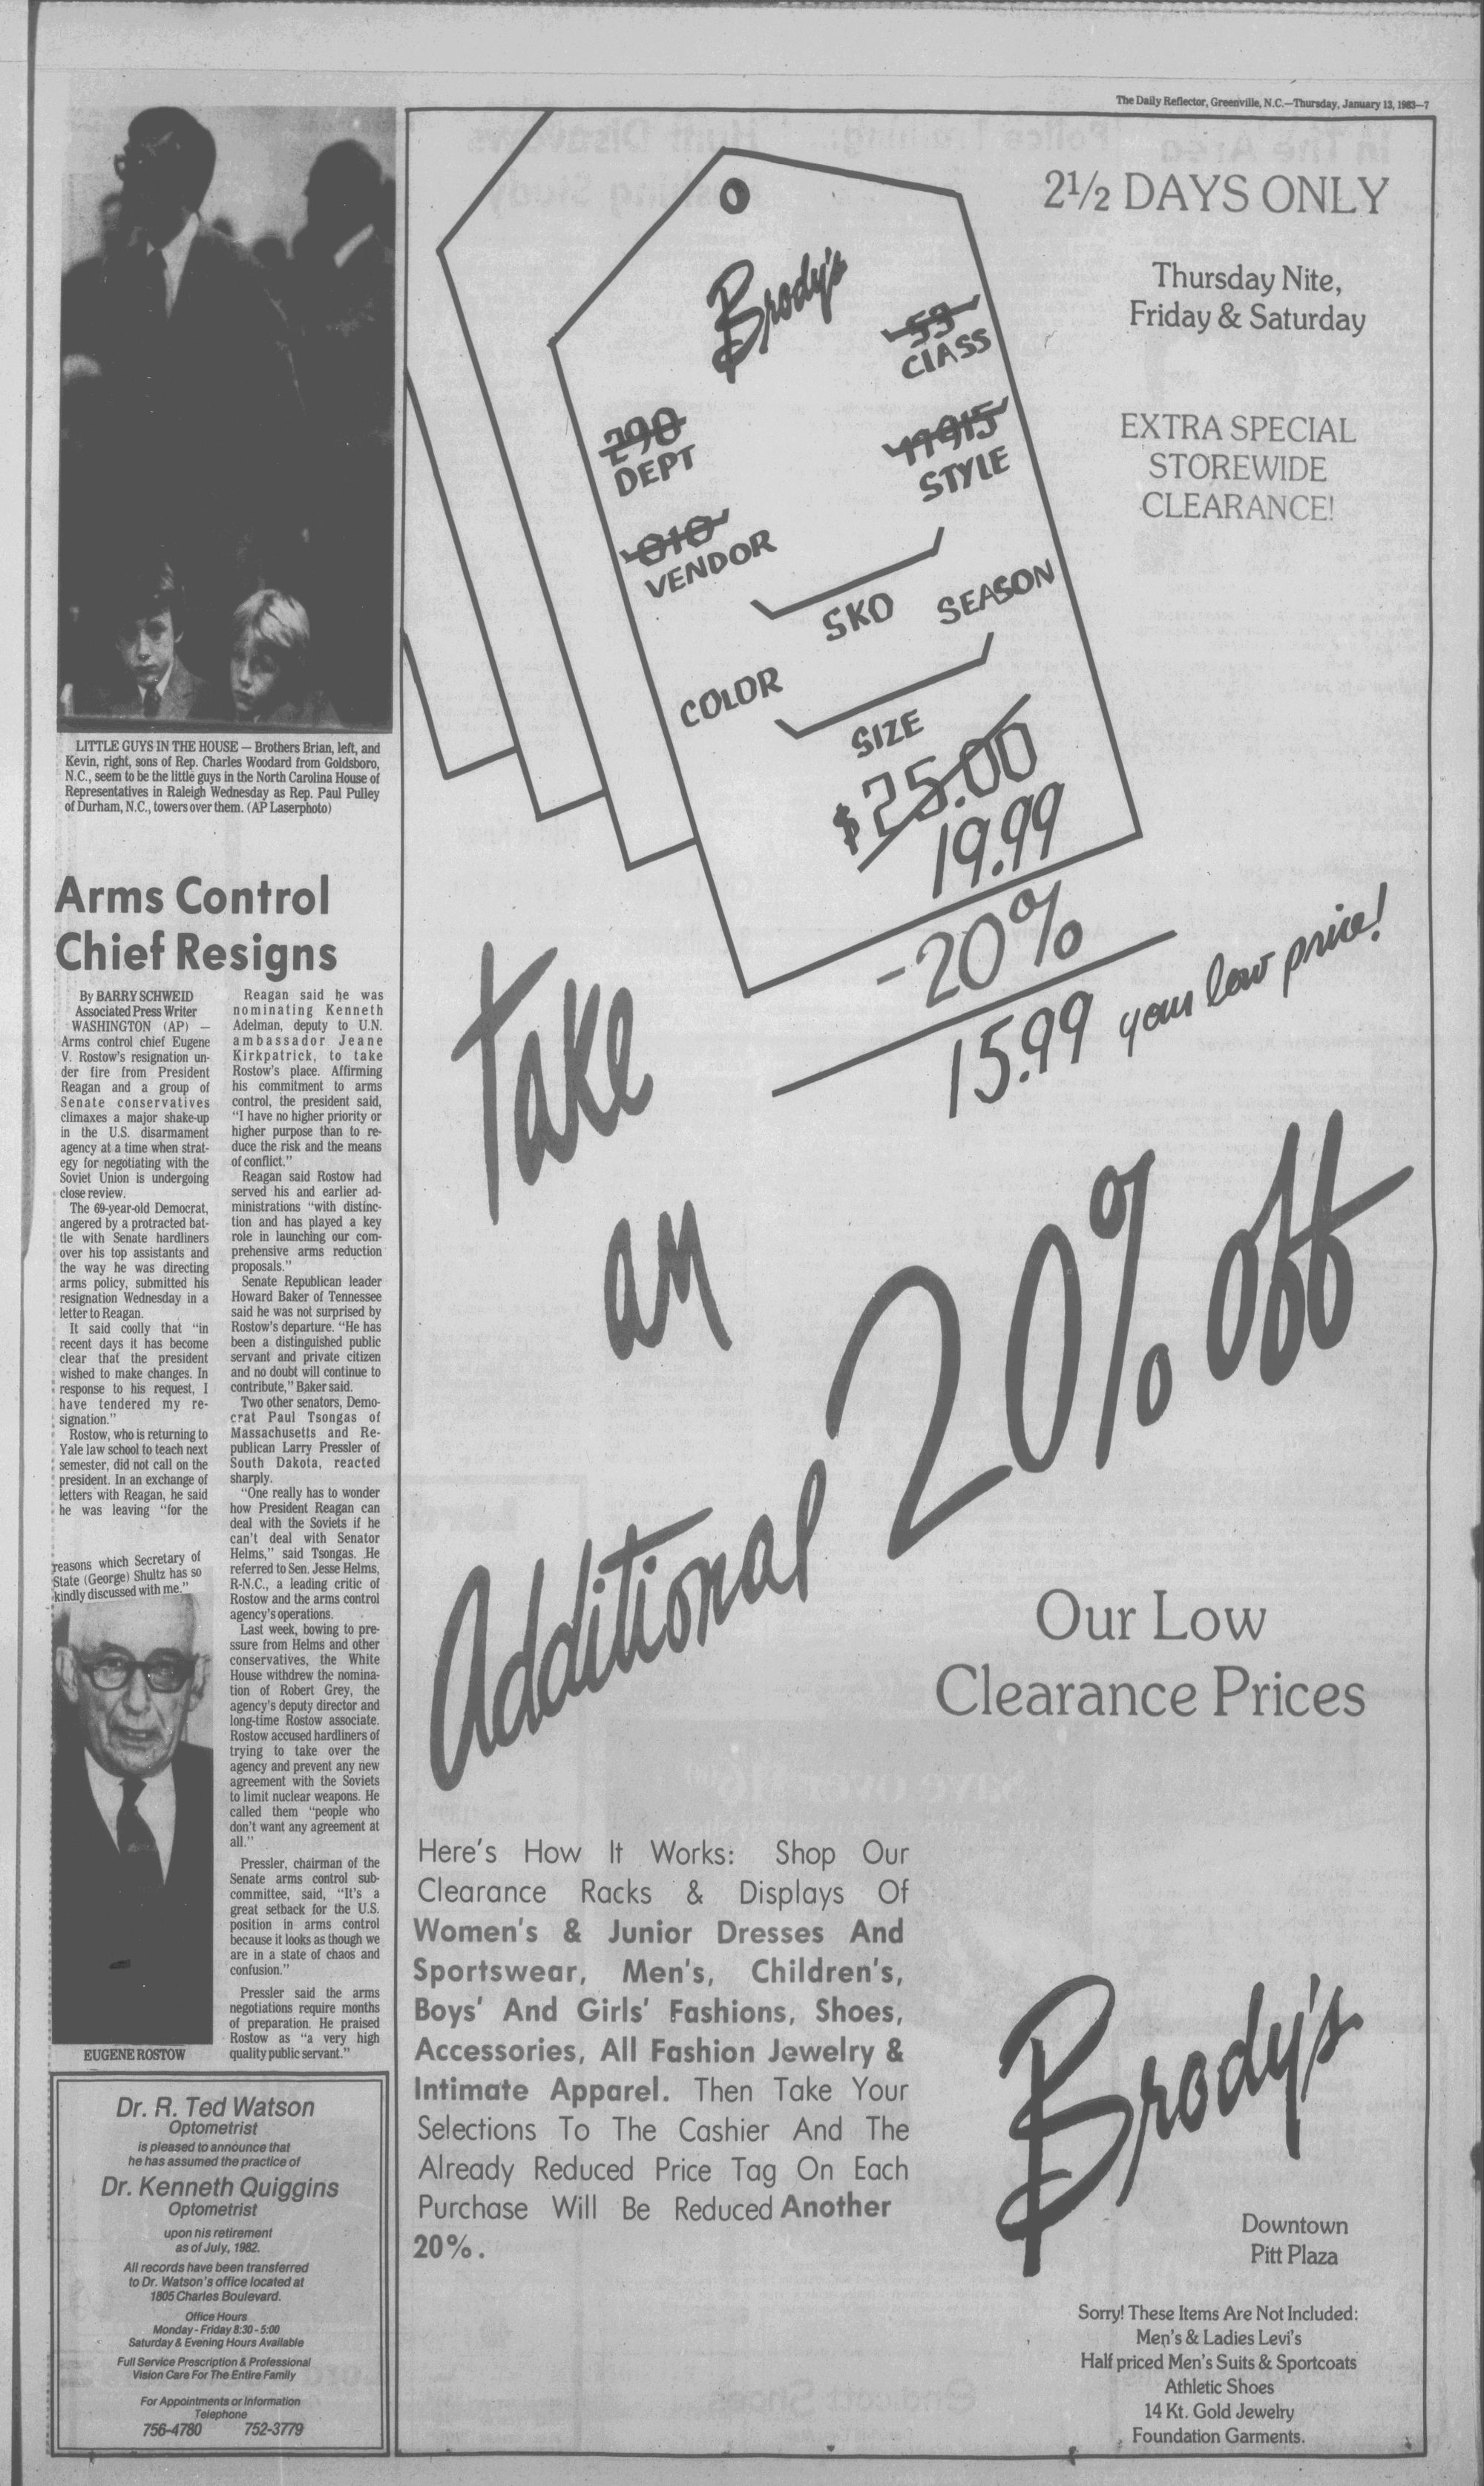 The Daily Reflector, Greenville, N.C.—Thursday, January 13, 1983—7
LITTLE GUYS IN THE HOUSE — Brothers Brian, left, and
Kevin, right, sons of Rep. Charles Woodard from Goldsboro,
N.C., seem to be the little guys in the North Carolina House of
Representatives in Raleigh Wednesday as Rep. Paul Pulley
of Durham, N.C., towers over them. (AP Laserphoto)
Arms Control
Chief Resigns
By BARRY SCHWEID
Associated Press Writer
WASHINGTON (AP) —
Arms control chief Eugene
V. Rostow's resignation un-
der fire from President
Reagan and a group of
Senate conservatives
climaxes a major shake-up
in the U.S. disarmament
agency at a time when strat-
egy for negotiating with the
Soviet Union is undergoing
close review.
The 69-year-old Democrat,
angered by a protracted bat-
tle with Senate hardliners
over his top assistants and
the way he was directing
arms policy, submitted his
resignation Wednesday in a
letter to Reagan.
It said coolly that "in
recent days it has become
clear that the president
wished to make changes. In
response to his request, I
have tendered my re-
signation."
Rostow, who is returning to
Yale law school to teach next
semester, did not call on the
president. In an exchange of
letters with Reagan, he said
he was leaving "for the
reasons which Secretary of
State (George) Shultz has so
kindly discussed with me."
EUGENE ROSTOW
Reagan said he was
nominating Kenneth
Adelman, deputy to U.N.
ambassador Jeane
Kirkpatrick, to take
Rostow's place. Affirming
his commitment to arms
control, the president said,
"I have no higher priority or
higher purpose than to re-
duce the risk and the means
of conflict."
Reagan said Rostow had
served his and earlier ad-
ministrations "with distinc-
tion and has played a key
role in launching our com-
prehensive arms reduction
proposals."
Senate Republican leader
Howard Baker of Tennessee
said he was not surprised by
Rostow's departure. "He has
been a distinguished public
servant and private citizen
and no doubt will continue to
contribute," Baker said.
Two other senators, Demo-
crat Paul Tsongas of
Massachusetts and Re-
publican Larry Pressler of
South Dakota, reacted
sharply.
"One really has to wonder
how President Reagan can
deal with the Soviets if he
can't deal with Senator
Helms," said Tsongas. He
referred to Sen. Jesse Helms,
R-N.C., a leading critic of
Rostow and the arms control
agency's operations.
Last week, bowing to pre-
ssure from Helms and other
conservatives, the White
House withdrew the nomina-
tion of Robert Grey, the
agency's deputy director and
long-time Rostow associate.
Rostow accused hardliners of
trying to take over the
agency and prevent any new
agreement with the Soviets
to limit nuclear weapons. He
called them "people who
don't want any agreement at
all."
Pressler, chairman of the
Senate arms control sub-
committee, said, "It's a
great setback for the U.S.
position in arms control
because it looks as though we
are in a state of chaos and
confusion."
Pressler said the arms
negotiations require months
of preparation. He praised
Rostow as "a very high
quality public servant."
Dr. R. Ted Watson
Optometrist
is pleased to announce that
he has assumed the practice of
Dr. Kenneth Quiggins
Optometrist
upon his retirement
as of July, 1982.
All records have been transferred
to Dr. Watson's office located at
1805 Charles Boulevard.
Office Hours
Monday - Friday 8:30 - 5:00
Saturday & Evening Hours Available
Full Service Prescription & Professional
Vision Care For The Entire Family
For Appointments or Information
Telephone
756-4780 752-3779
2½ DAYS ONLY
Thursday Nite,
Friday & Saturday
EXTRA SPECIAL
STOREWIDE
CLEARANCE!
Brody's
53
CLASS
290
DEPT
17915
STYLE
010
VENDOR
SKO
SEASON
COLOR
SIZE
$25.00
19.99
-20%
15.99 your low price!
Take
an
Additional 20% off
Our Low
Clearance Prices
Here's How It Works: Shop Our
Clearance Racks & Displays Of
Women's & Junior Dresses And
Sportswear, Men's, Children's,
Boys' And Girls' Fashions, Shoes,
Accessories, All Fashion Jewelry &
Intimate Apparel. Then Take Your
Selections To The Cashier And The
Already Reduced Price Tag On Each
Purchase Will Be Reduced Another
20%.
Brody's
Downtown
Pitt Plaza
Sorry! These Items Are Not Included:
Men's & Ladies Levi's
Half priced Men's Suits & Sportcoats
Athletic Shoes
14 Kt. Gold Jewelry
Foundation Garments.